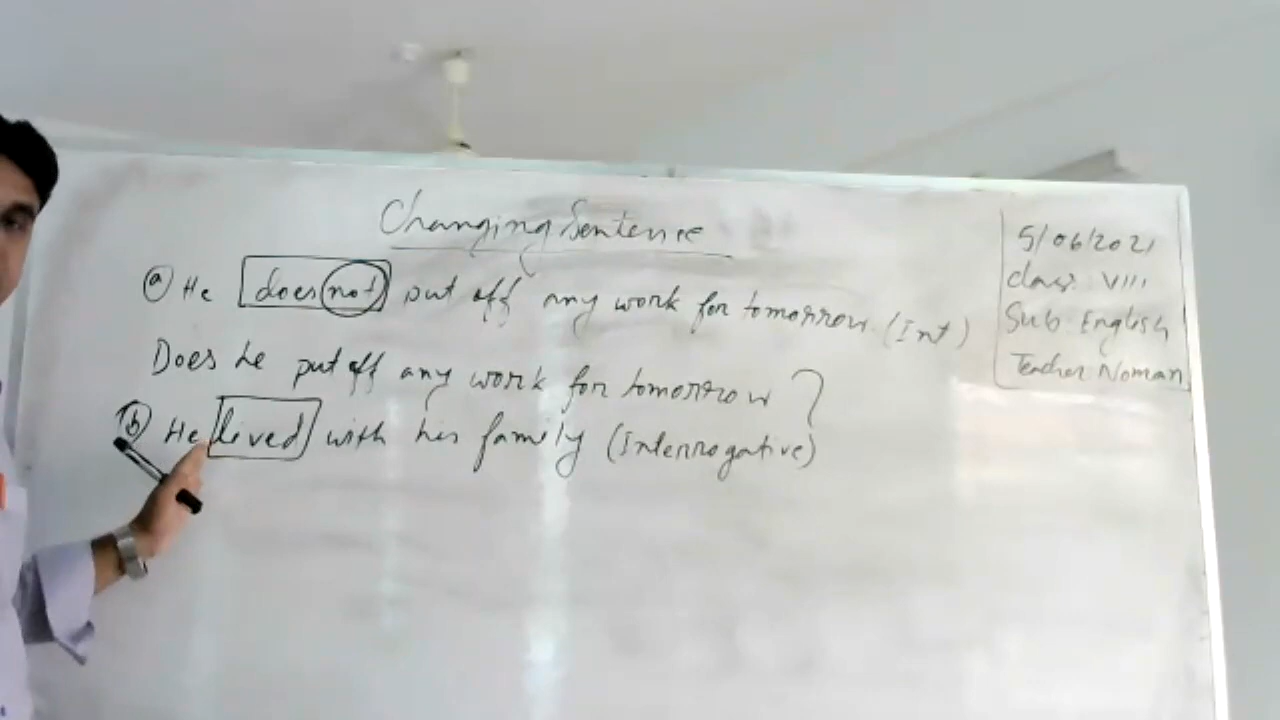 Changing Sentence
5/06/2021
class: VIII
Sub: English
Teacher Noman
(a) He does not put off any work for tomorrow. (Int)
Does he put off any work for tomorrow?
(b) He lived with his family (Interrogative)